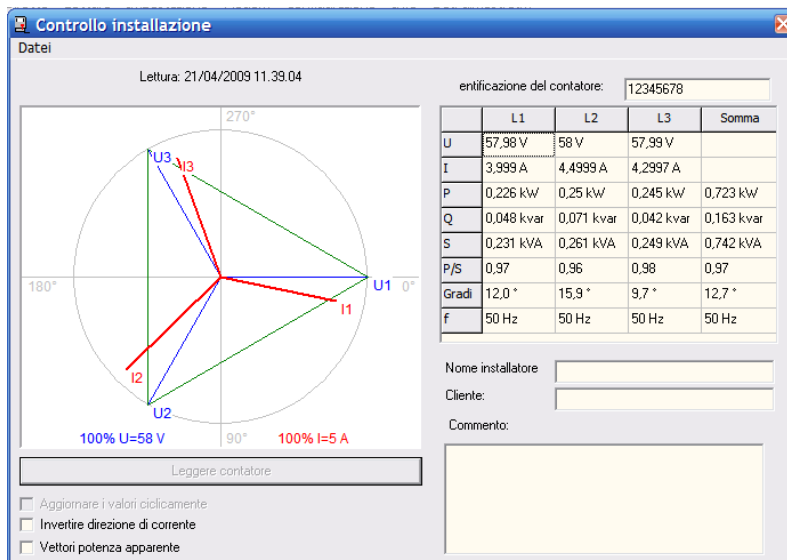 Controllo installazione
Datei
Lettura: 21/04/2009 11.39.04
entificazione del contatore: 12345678
270°
U3
I3
180°
U1
0°
I1
I2
U2
100% U=58 V
90°
100% I=5 A
L1 L2 L3 Somma
U 57,98 V 58 V 57,99 V
I 3,999 A 4,4999 A 4,2997 A
P 0,226 kW 0,25 kW 0,245 kW 0,723 kW
Q 0,048 kvar 0,071 kvar 0,042 kvar 0,163 kvar
S 0,231 kVA 0,261 kVA 0,249 kVA 0,742 kVA
P/S 0,97 0,96 0,98 0,97
Gradi 12,0 ° 15,9 ° 9,7 ° 12,7 °
f 50 Hz 50 Hz 50 Hz 50 Hz
Nome installatore
Cliente:
Commento:
Leggere contatore
Aggiornare i valori ciclicamente
Invertire direzione di corrente
Vettori potenza apparente